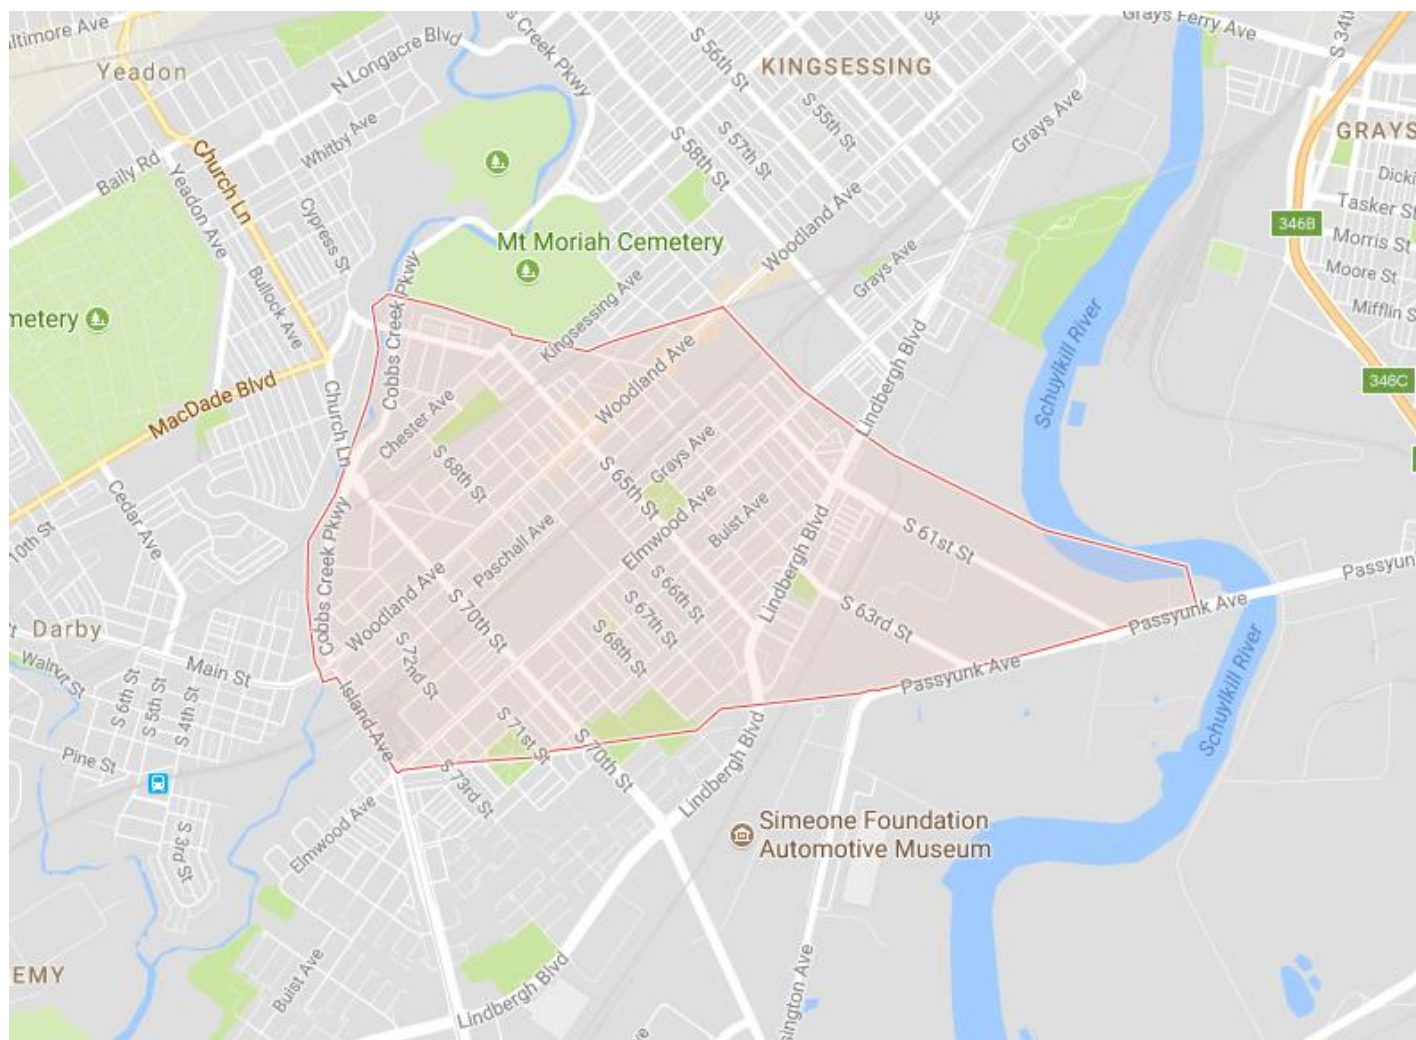 altimore Ave
Yeadon
N Longacre Blvd
s Creek Pkwy
St
Grays Ferry Ave
S 34th
KINGSESSING
S 56th St
S 55th St
S 57th St
S 58th St
Grays Ave
GRAYS
Whitby Ave
Baily Rd
Church Ln
Yeadon Ave
Cypress St
Dicki
Tasker St
346B
Morris St
Moore St
Mifflin S
Mt Moriah Cemetery
Woodland Ave
Grays Ave
Bullock Ave
Cobbs Creek Pkwy
Kingsessing Ave
metery
Schuylkill River
Lindbergh Blvd
346C
MacDade Blvd
Church Ln
Chester Ave
Woodland Ave
S 68th St
Grays Ave
S 65th St
Elmwood Ave
Buist Ave
Cedar Ave
10th St
Cobbs Creek Pkwy
Paschall Ave
Lindbergh Blvd
S 61st St
Passyun
Woodland Ave
S 70th St
S 66th St
S 67th St
S 68th St
S 63rd St
Passyunk Ave
Passyunk Ave
Darby
Walnut St
Main St
S 6th St
S 5th St
S 4th St
S 72nd St
Island Ave
Schuylkill River
Pine St
S 71st St
S 70th St
S 73rd St
Lindbergh Blvd
Elmwood Ave
S 3rd St
Simeone Foundation
Automotive Museum
EMY
Buist Ave
Lindbergh Blvd
sington Ave